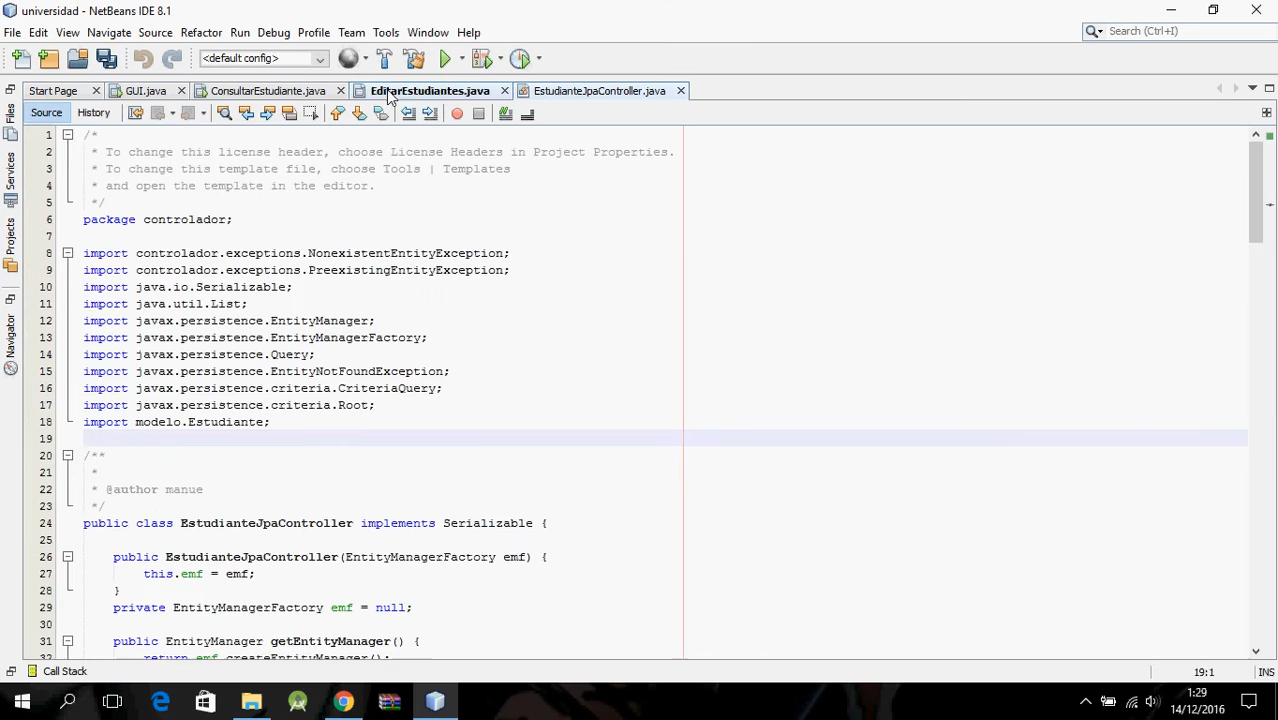 universidad - NetBeans IDE 8.1
File Edit View Navigate Source Refactor Run Debug Profile Team Tools Window Help
Search (Ctrl+I)
<default config>
Start Page GUI.java ConsultarEstudiante.java EditarEstudiantes.java EstudianteJpaController.java
Source History
Files
Services
Projects
Navigator
1 /*
2 * To change this license header, choose License Headers in Project Properties.
3 * To change this template file, choose Tools | Templates
4 * and open the template in the editor.
5 */
6 package controlador;
7
8 import controlador.exceptions.NonexistentEntityException;
9 import controlador.exceptions.PreexistingEntityException;
10 import java.io.Serializable;
11 import java.util.List;
12 import javax.persistence.EntityManager;
13 import javax.persistence.EntityManagerFactory;
14 import javax.persistence.Query;
15 import javax.persistence.EntityNotFoundException;
16 import javax.persistence.criteria.CriteriaQuery;
17 import javax.persistence.criteria.Root;
18 import modelo.Estudiante;
19
20 /**
21 *
22 * @author manue
23 */
24 public class EstudianteJpaController implements Serializable {
25
26 public EstudianteJpaController(EntityManagerFactory emf) {
27 this.emf = emf;
28 }
29 private EntityManagerFactory emf = null;
30
31 public EntityManager getEntityManager() {
32 return emf.createEntityManager();
Call Stack
19:1
INS
1:29
14/12/2016